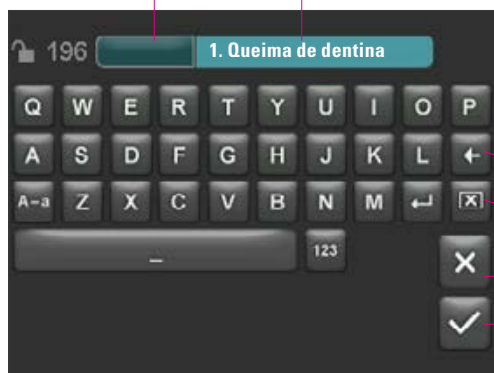 196 1. Queima de dentina
Q W E R T Y U I O P
A S D F G H J K L
A-a Z X C V B N M
123